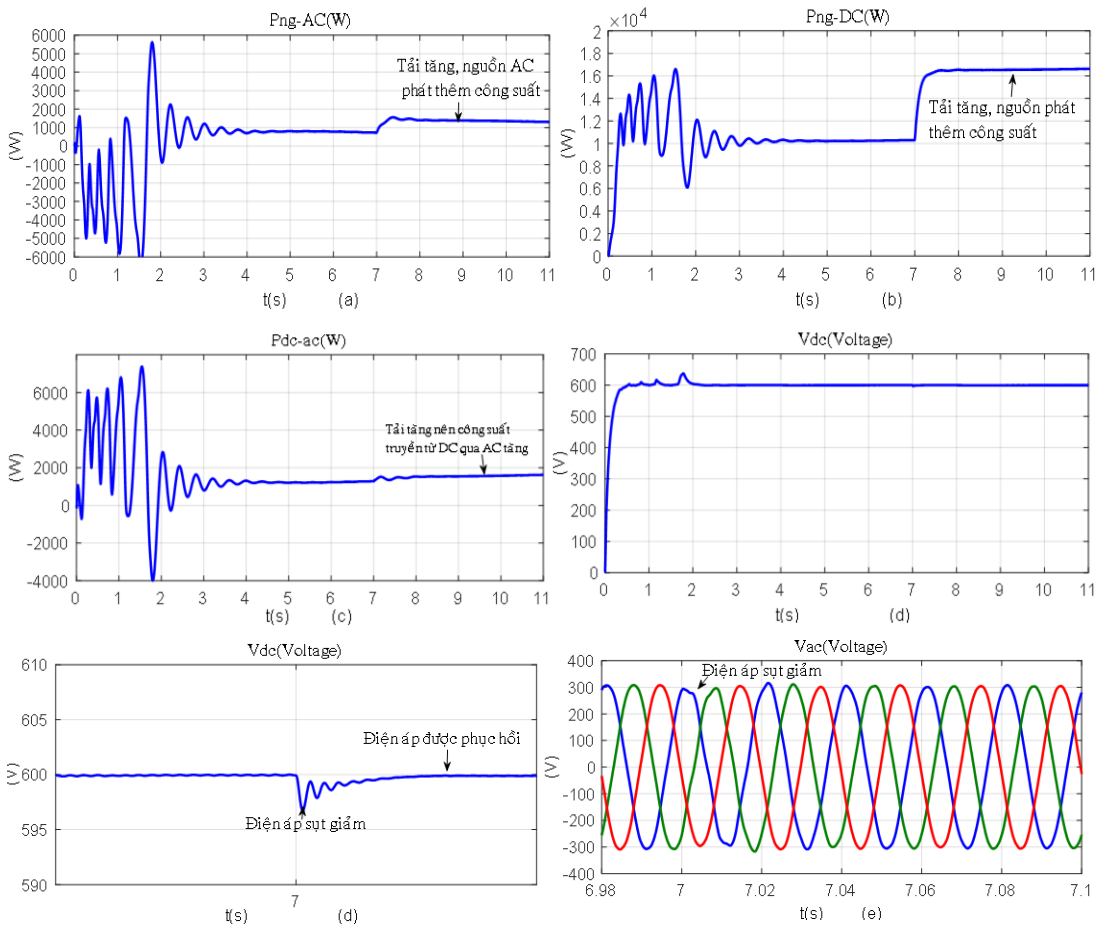 Png-AC(W)
6000
5000
4000
3000
2000
1000
0
-1000
-2000
-3000
-4000
-5000
-6000
(W)
Tải tăng, nguồn AC
phát thêm công suất
0 1 2 3 4 5 6 7 8 9 10 11
t(s) (a)
Png-DC(W)
×10⁴
2
1.8
1.6
1.4
1.2
1
0.8
0.6
0.4
0.2
0
(W)
Tải tăng, nguồn phát
thêm công suất
0 1 2 3 4 5 6 7 8 9 10 11
t(s) (b)
Pdc-ac(W)
6000
4000
2000
0
-2000
-4000
(W)
Tải tăng nên công suất
truyền từ DC qua AC tăng
0 1 2 3 4 5 6 7 8 9 10 11
t(s) (c)
Vdc(Voltage)
700
600
500
400
300
200
100
0
(V)
0 1 2 3 4 5 6 7 8 9 10 11
t(s) (d)
Vdc(Voltage)
610
605
600
595
590
(V)
Điện áp được phục hồi
Điện áp sụt giảm
7
t(s) (d)
Vac(Voltage)
400
300
200
100
0
-100
-200
-300
-400
(V)
Điện áp sụt giảm
6.98 7 7.02 7.04 7.06 7.08 7.1
t(s) (e)